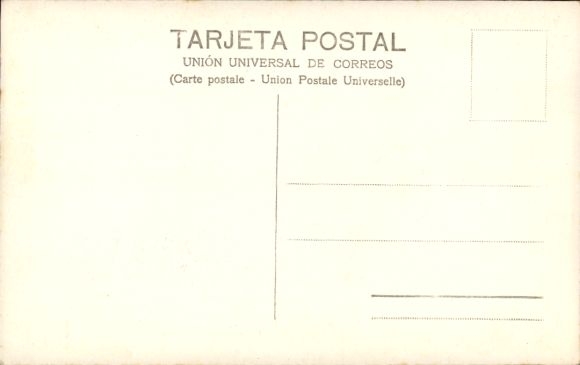 TARJETA POSTAL
UNIÓN UNIVERSAL DE CORREOS
(Carte postale - Union Postale Universelle)